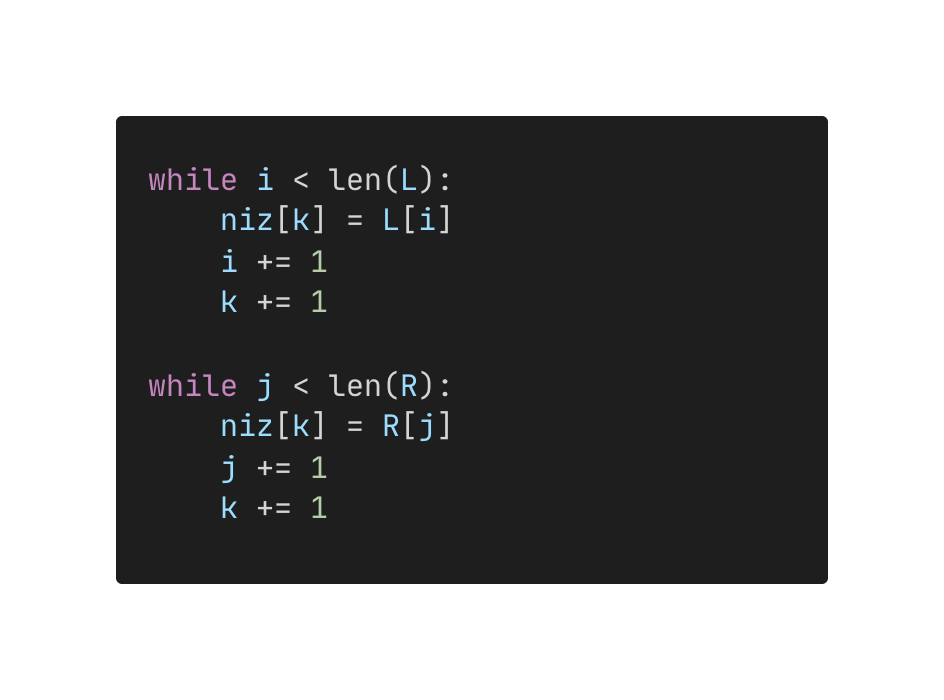 while i < len(L):
    niz[k] = L[i]
    i += 1
    k += 1

while j < len(R):
    niz[k] = R[j]
    j += 1
    k += 1